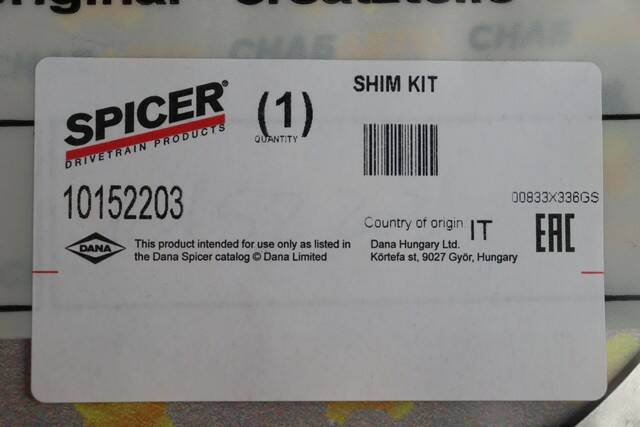 original - ersatzteile
SPICER®
DRIVETRAIN PRODUCTS
(1)
QUANTITY
SHIM KIT
10152203
00833X336GS
Country of origin IT
EAC
DANA
This product intended for use only as listed in
the Dana Spicer catalog © Dana Limited
Dana Hungary Ltd.
Körtefa st, 9027 Győr, Hungary